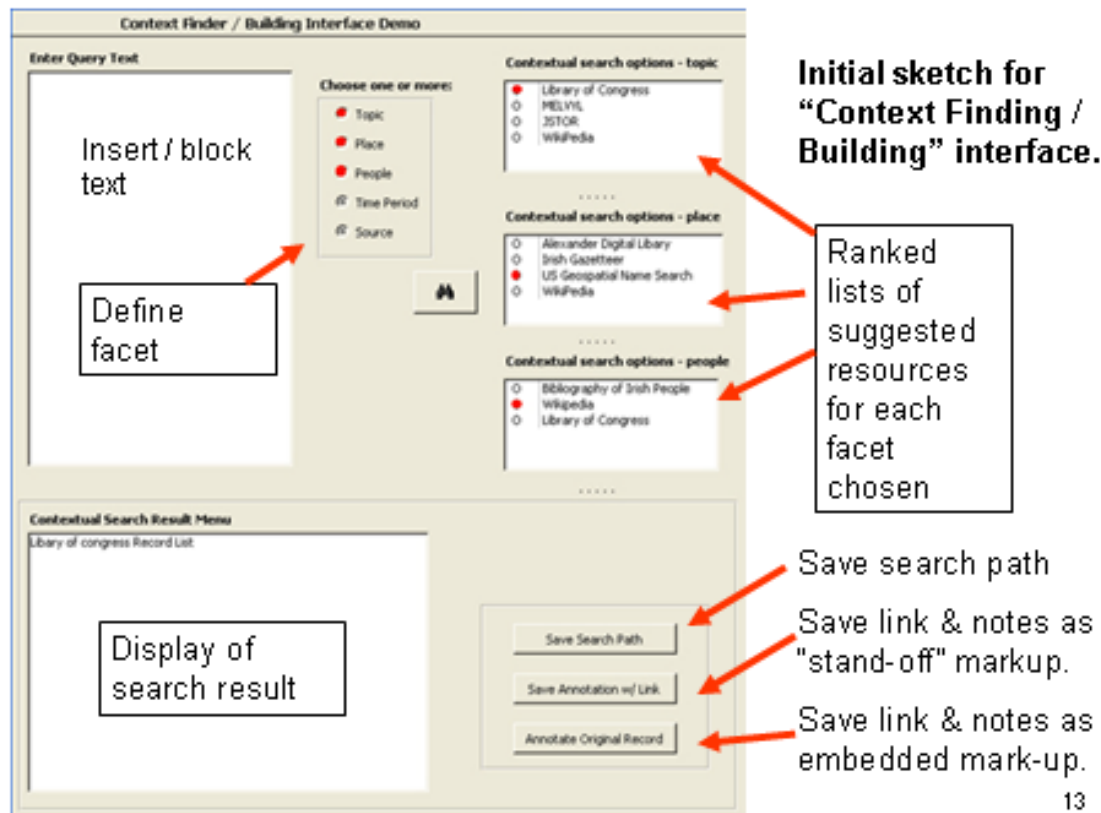 Context Finder / Building Interface Demo
Enter Query Text
Insert / block
text
Define
facet
Choose one or more:
Topic
Place
People
Time Period
Source
Contextual search options - topic
Library of Congress
MELVYL
JSTOR
WikiPedia
.....
Contextual search options - place
Alexander Digital Libary
Irish Gazetteer
US Geospatial Name Search
WikiPedia
.....
Contextual search options - people
Bibliography of Irish People
Wikipedia
Library of Congress
.....
Initial sketch for
“Context Finding /
Building” interface.
Ranked
lists of
suggested
resources
for each
facet
chosen
Contextual Search Result Menu
Libary of congress Record List
Display of
search result
Save Search Path
Save Annotation w/ Link
Annotate Original Record
Save search path
Save link & notes as
"stand-off" markup.
Save link & notes as
embedded mark-up.
13